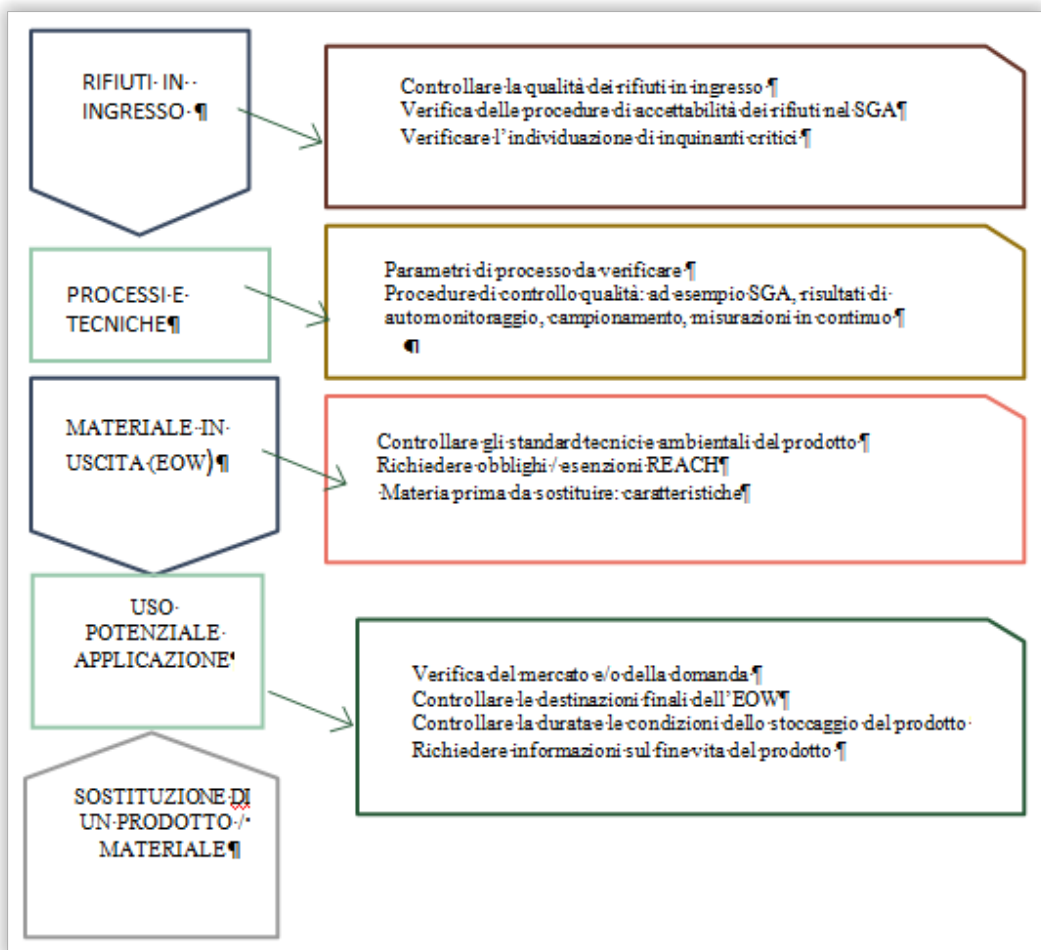 RIFIUTI IN
INGRESSO ¶
Controllare la qualità dei rifiuti in ingresso ¶
Verifica delle procedure di accettabilità dei rifiuti nel SGA¶
Verificare l'individuazione di inquinanti critici ¶
PROCESSI E
TECNICHE¶
Parametri di processo da verificare ¶
Procedure di controllo qualità: ad esempio SGA, risultati di
automonitoraggio, campionamento, misurazioni in continuo ¶
¶
MATERIALE IN
USCITA (EOW)¶
Controllare gli standard tecnici e ambientali del prodotto ¶
Richiedere obblighi / esenzioni REACH¶
Materia prima da sostituire: caratteristiche¶
USO
POTENZIALE
APPLICAZIONE¶
Verifica del mercato e/o della domanda¶
Controllare le destinazioni finali dell'EOW¶
Controllare la durata e le condizioni dello stoccaggio del prodotto
Richiedere informazioni sul fine vita del prodotto ¶
SOSTITUZIONE DI
UN PRODOTTO /
MATERIALE¶